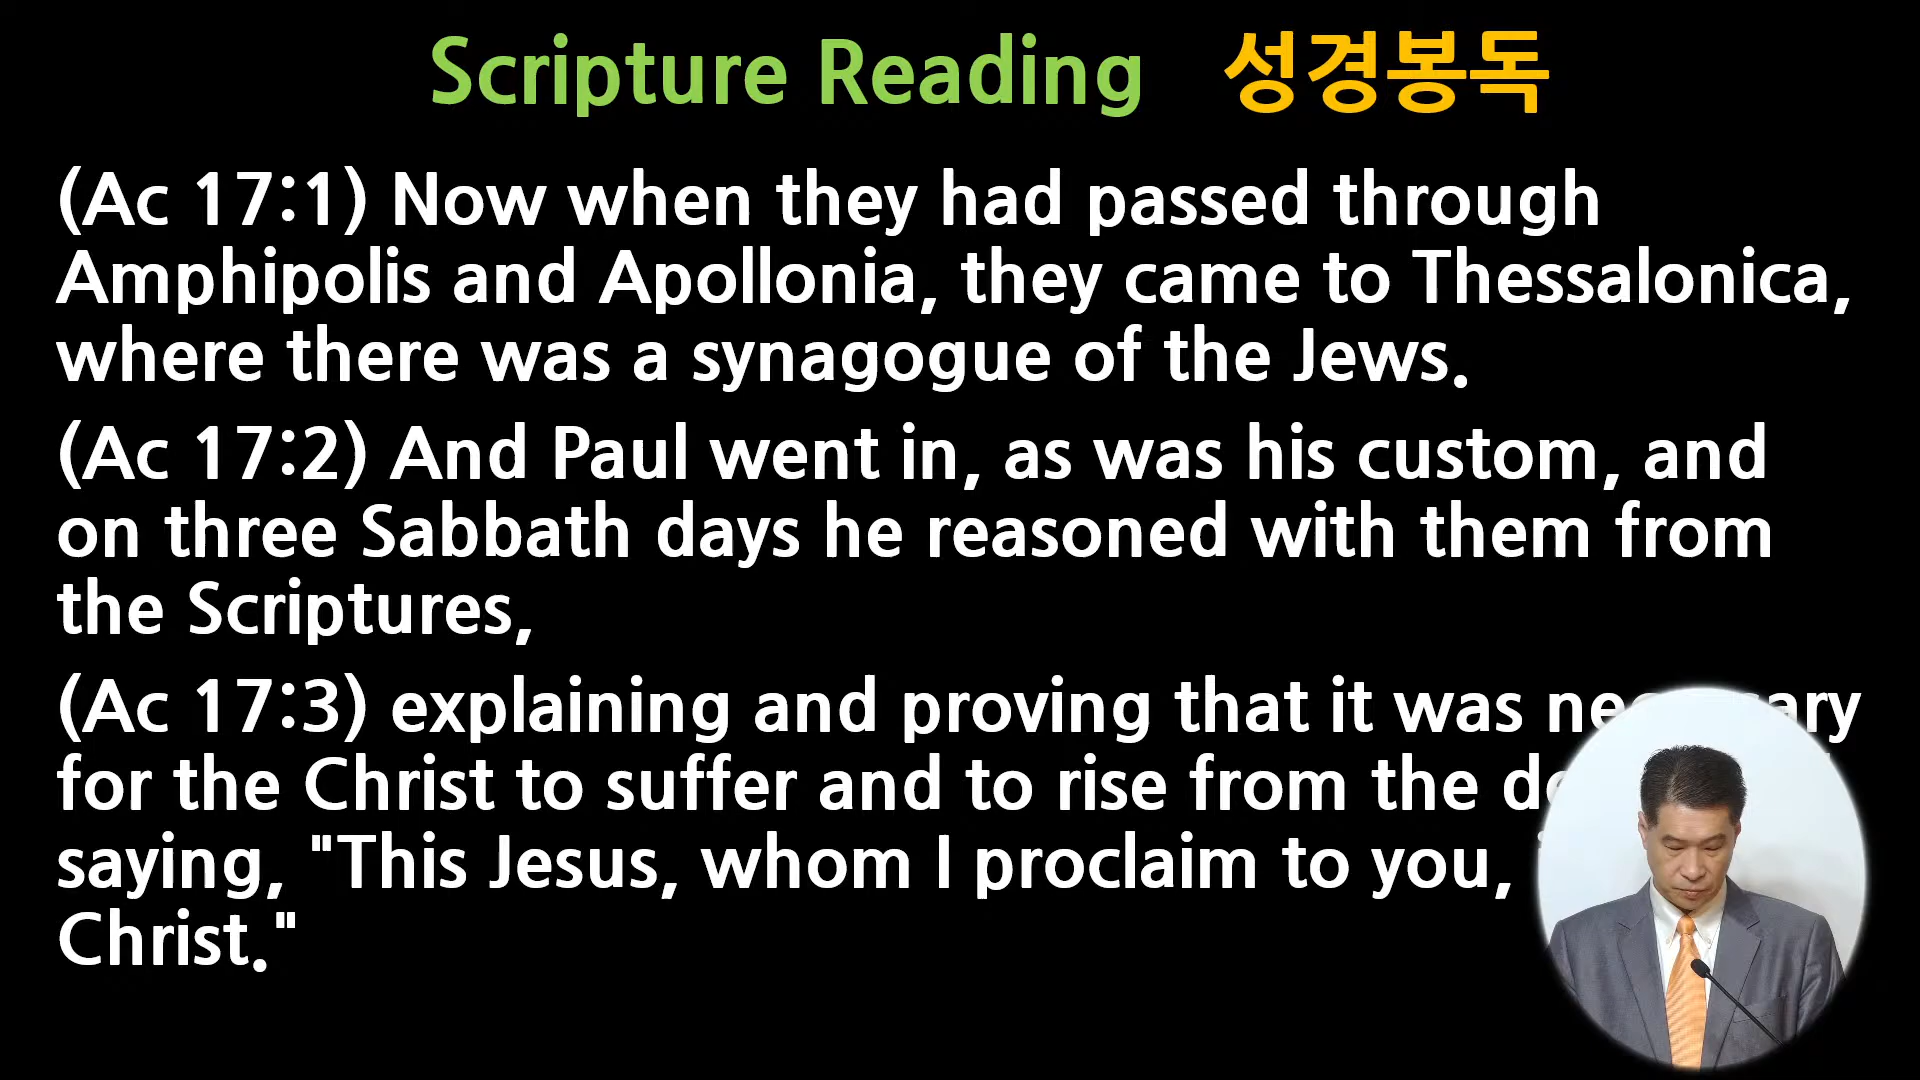 Scripture Reading 성경봉독
(Ac 17:1) Now when they had passed through
Amphipolis and Apollonia, they came to Thessalonica,
where there was a synagogue of the Jews.
(Ac 17:2) And Paul went in, as was his custom, and
on three Sabbath days he reasoned with them from
the Scriptures,
(Ac 17:3) explaining and proving that it was
for the Christ to suffer and to rise from the
saying, "This Jesus, whom I proclaim to you,
Christ."